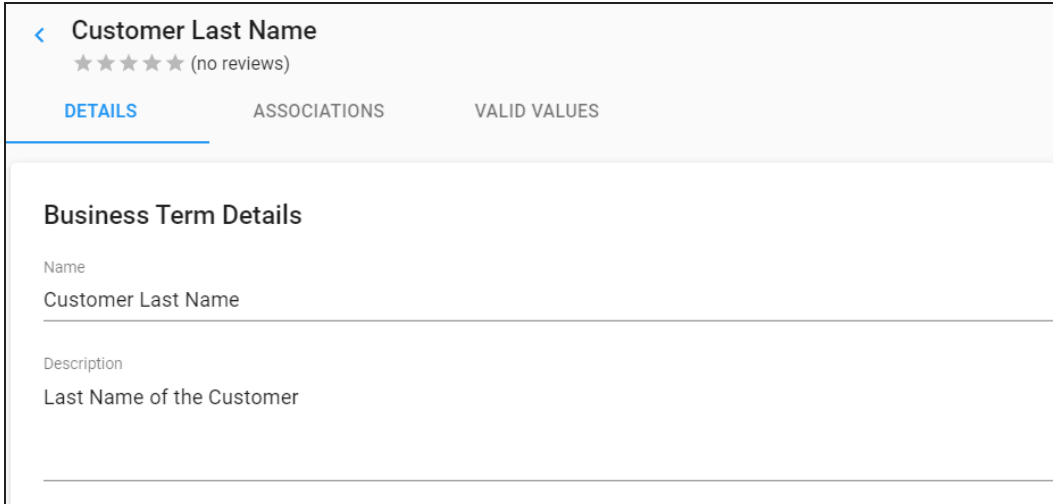 Customer Last Name
(no reviews)
DETAILS ASSOCIATIONS VALID VALUES
Business Term Details
Name
Customer Last Name
Description
Last Name of the Customer